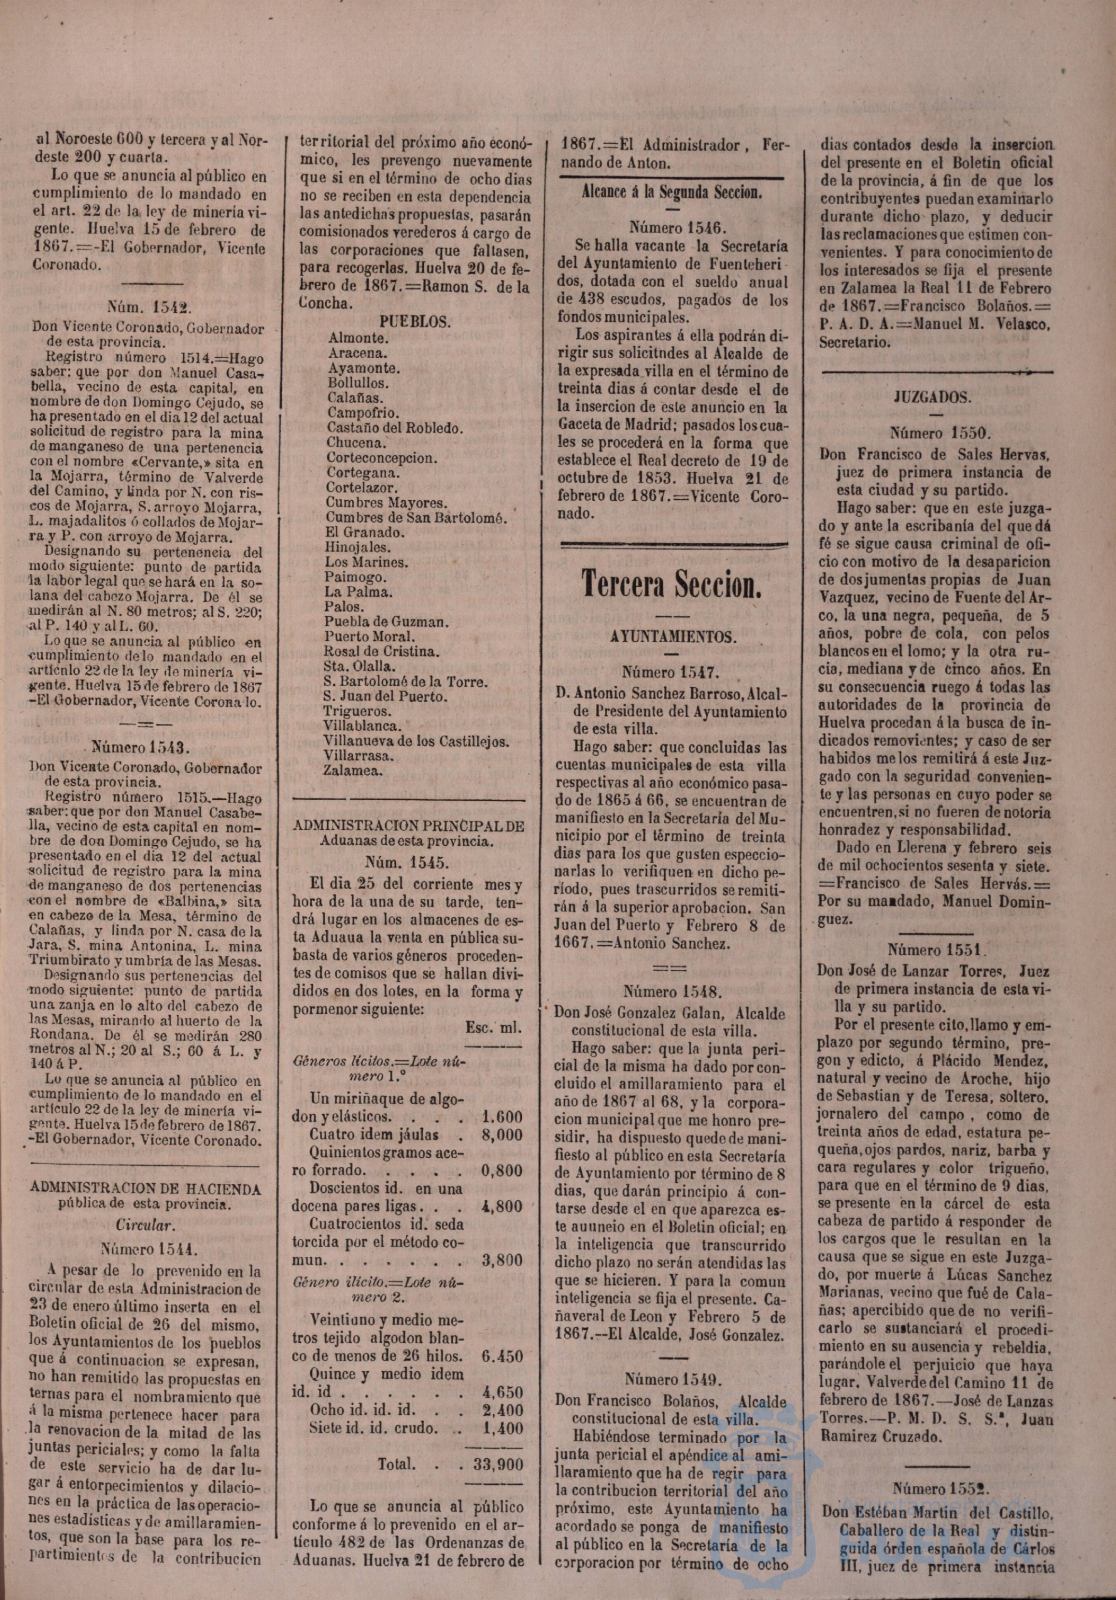 al Noroeste 600 y tercera y al Nor-
deste 200 y cuarta.
Lo que se anuncia al público en
cumplimiento de lo mandado en
el art. 22 de la ley de minería vi-
gente. Huelva 15 de febrero de
1867.=-El Gobernador, Vicente
Coronado.
Núm. 1542.
Don Vicente Coronado, Gobernador
de esta provincia.
Registro número 1514.=Hago
saber: que por don Manuel Casa-
bella, vecino de esta capital, en
nombre de don Domingo Cejudo, se
ha presentado en el dia 12 del actual
solicitud de registro para la mina
de manganeso de una pertenencia
con el nombre «Cervante,» sita en
la Mojarra, término de Valverde
del Camino, y linda por N. con ris-
cos de Mojarra, S. arroyo Mojarra,
L. majadalitos ó collados de Mojar-
ra y P. con arroyo de Mojarra.
Designando su pertenencia del
modo siguiente: punto de partida
la labor legal que se hará en la so-
lana del cabezo Mojarra. De él se
medirán al N. 80 metros; al S. 220;
al P. 140 y al L. 60.
Lo que se anuncia al público en
cumplimiento delo mandado en el
artícnlo 22 de la ley de minería vi-
gente. Huelva 15 de febrero de 1867
-El Gobernador, Vicente Corona lo.
Número 1543.
Don Vicente Coronado, Gobernador
de esta provincia.
Registro número 1515.—Hago
saber: que por don Manuel Casabe-
lla, vecino de esta capital en nom-
bre de don Domingo Cejudo, se ha
presentado en el dia 12 del actual
solicitud de registro para la mina
de manganeso de dos pertenencias
con el nombre de «Balbina,» sita
en cabezo de la Mesa, término de
Calañas, y linda por N. casa de la
Jara, S. mina Antonina, L. mina
Triumbirato y umbría de las Mesas.
Designando sus pertenencias del
modo siguiente: punto de partida
una zanja en lo alto del cabezo de
las Mesas, mirando al huerto de la
Rondana. De él se medirán 280
metros al N.; 20 al S.; 60 á L. y
140 á P.
Lo que se anuncia al público en
cumplimiento de lo mandado en el
artículo 22 de la ley de minería vi-
gente. Huelva 15 de febrero de 1867.
-El Gobernador, Vicente Coronado.
ADMINISTRACION DE HACIENDA
pública de esta provincia.
Circular.
Número 1544.
A pesar de lo prevenido en la
circular de esta Administracion de
23 de enero último inserta en el
Boletin oficial de 26 del mismo,
los Ayuntamientos de los pueblos
que á continuacion se expresan,
no han remitido las propuestas en
ternas para el nombramiento que
á la misma pertenece hacer para
la renovacion de la mitad de las
juntas periciales; y como la falta
de este servicio ha de dar lu-
gar á entorpecimientos y dilacio-
nes en la práctica de las operacio-
nes estadísticas y de amillaramien-
tos, que son la base para los re-
partimientos de la contribucion
territorial del próximo año econó-
mico, les prevengo nuevamente
que si en el término de ocho dias
no se reciben en esta dependencia
las antedichas propuestas, pasarán
comisionados verederos á cargo de
las corporaciones que faltasen,
para recogerlas. Huelva 20 de fe-
brero de 1867.=Ramon S. de la
Concha.
PUEBLOS.
Almonte.
Aracena.
Ayamonte.
Bollullos.
Calañas.
Campofrio.
Castaño del Robledo.
Chucena.
Corteconcepcion.
Cortegana.
Cortelazor.
Cumbres Mayores.
Cumbres de San Bartolomé.
El Granado.
Hinojales.
Los Marines.
Paimogo.
La Palma.
Palos.
Puebla de Guzman.
Puerto Moral.
Rosal de Cristina.
Sta. Olalla.
S. Bartolomé de la Torre.
S. Juan del Puerto.
Trigueros.
Villablanca.
Villanueva de los Castillejos.
Villarrasa.
Zalamea.
ADMINISTRACION PRINCIPAL DE
Aduanas de esta provincia.
Núm. 1545.
El dia 25 del corriente mes y
hora de la una de su tarde, ten-
drá lugar en los almacenes de es-
ta Aduaua la venta en pública su-
basta de varios géneros proceden-
tes de comisos que se hallan divi-
didos en dos lotes, en la forma y
pormenor siguiente:
Esc. ml.
Géneros lícitos.=Lote nú-
mero 1.º
Un miriñaque de algo-
don y elásticos. . . . 1,600
Cuatro idem jáulas . 8,000
Quinientos gramos ace-
ro forrado. . . . . 0,800
Doscientos id. en una
docena pares ligas. . . 4,800
Cuatrocientos id. seda
torcida por el método co-
mun. . . . . . . 3,800
Género ilícito.=Lote nú-
mero 2.
Veintiuno y medio me-
tros tejido algodon blan-
co de menos de 26 hilos. 6.450
Quince y medio idem
id. id . . . . . . 4,650
Ocho id. id. id. . . 2,400
Siete id. id. crudo. .. 1,400
Total. . . 33,900
Lo que se anuncia al público
conforme á lo prevenido en el ar-
tículo 482 de las Ordenanzas de
Aduanas. Huelva 21 de febrero de
1867.=El Administrador, Fer-
nando de Anton.
Alcance á la Segunda Seccion.
Número 1546.
Se halla vacante la Secretaría
del Ayuntamiento de Fuenteheri-
dos, dotada con el sueldo anual
de 438 escudos, pagados de los
fondos municipales.
Los aspirantes á ella podrán di-
rigir sus solicitndes al Alcalde de
la expresada villa en el término de
treinta dias á contar desde el de
la insercion de este anuncio en la
Gaceta de Madrid; pasados los cua-
les se procederá en la forma que
establece el Real decreto de 19 de
octubre de 1853. Huelva 21 de
febrero de 1867.=Vicente Coro-
nado.
Tercera Seccion.
AYUNTAMIENTOS.
Número 1547.
D. Antonio Sanchez Barroso, Alcal-
de Presidente del Ayuntamiento
de esta villa.
Hago saber: que concluidas las
cuentas municipales de esta villa
respectivas al año económico pasa-
do de 1865 á 66, se encuentran de
manifiesto en la Secretaría del Mu-
nicipio por el término de treinta
dias para los que gusten especcio-
narlas lo verifiquen en dicho pe-
ríodo, pues trascurridos se remiti-
rán á la superior aprobacion. San
Juan del Puerto y Febrero 8 de
1667.=Antonio Sanchez.
Número 1548.
Don José Gonzalez Galan, Alcalde
constitucional de esta villa.
Hago saber: que la junta peri-
cial de la misma ha dado por con-
cluido el amillaramiento para el
año de 1867 al 68, y la corpora-
cion municipal que me honro pre-
sidir, ha dispuesto quede de mani-
fiesto al público en esta Secretaría
de Ayuntamiento por término de 8
dias, que darán principio á con-
tarse desde el en que aparezca es-
te auuneio en el Boletin oficial; en
la inteligencia que transcurrido
dicho plazo no serán atendidas las
que se hicieren. Y para la comun
inteligencia se fija el presente. Ca-
ñaveral de Leon y Febrero 5 de
1867.--El Alcalde, José Gonzalez.
Número 1549.
Don Francisco Bolaños, Alcalde
constitucional de esta villa.
Habiéndose terminado por la
junta pericial el apéndice al ami-
llaramiento que ha de regir para
la contribucion territorial del año
próximo, este Ayuntamiento ha
acordado se ponga de manifiesto
al público en la Secretaría de la
corporacion por término de ocho
dias contados desde la insercion
del presente en el Boletin oficial
de la provincia, á fin de que los
contribuyentes puedan examinarlo
durante dicho plazo, y deducir
las reclamaciones que estimen con-
venientes. Y para conocimiento de
los interesados se fija el presente
en Zalamea la Real 11 de Febrero
de 1867.=Francisco Bolaños.=
P. A. D. A.=Manuel M. Velasco,
Secretario.
JUZGADOS.
Número 1550.
Don Francisco de Sales Hervas,
juez de primera instancia de
esta ciudad y su partido.
Hago saber: que en este juzga-
do y ante la escribanía del que dá
fé se sigue causa criminal de ofi-
cio con motivo de la desaparicion
de dos jumentas propias de Juan
Vazquez, vecino de Fuente del Ar-
co, la una negra, pequeña, de 5
años, pobre de cola, con pelos
blancos en el lomo; y la otra ru-
cia, mediana y de cinco años. En
su consecuencia ruego á todas las
autoridades de la provincia de
Huelva procedan á la busca de in-
dicados removientes; y caso de ser
habidos me los remitirá á este Juz-
gado con la seguridad convenien-
te y las personas en cuyo poder se
encuentren, si no fueren de notoria
honradez y responsabilidad.
Dado en Llerena y febrero seis
de mil ochocientos sesenta y siete.
=Francisco de Sales Hervás.=
Por su mandado, Manuel Domin-
guez.
Número 1551.
Don José de Lanzar Torres, Juez
de primera instancia de esta vi-
lla y su partido.
Por el presente cito, llamo y em-
plazo por segundo término, pre-
gon y edicto, á Plácido Mendez,
natural y vecino de Aroche, hijo
de Sebastian y de Teresa, soltero,
jornalero del campo, como de
treinta años de edad, estatura pe-
queña, ojos pardos, nariz, barba y
cara regulares y color trigueño,
para que en el término de 9 dias,
se presente en la cárcel de esta
cabeza de partido á responder de
los cargos que le resultan en la
causa que se sigue en este Juzga-
do, por muerte á Lúcas Sanchez
Marianas, vecino que fué de Cala-
ñas; apercibido que de no verifi-
carlo se sustanciará el procedi-
miento en su ausencia y rebeldia,
parándole el perjuicio que haya
lugar. Valverde del Camino 11 de
febrero de 1867.—José de Lanzas
Torres.—P. M. D. S. S.ª, Juan
Ramirez Cruzado.
Número 1552.
Don Estéban Martin del Castillo,
Caballero de la Real y distin-
guida órden española de Cárlos
III, juez de primera instancia